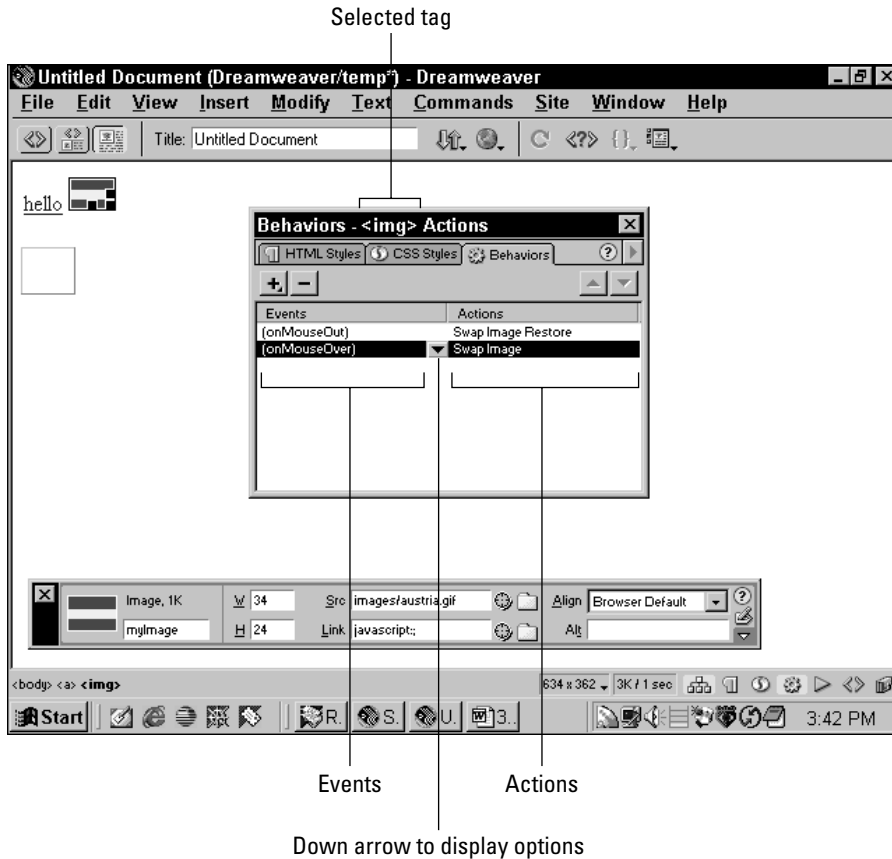 Selected tag
Untitled Document (Dreamweaver/temp*) - Dreamweaver
File Edit View Insert Modify Text Commands Site Window Help
Title: Untitled Document
hello
Behaviors - <img> Actions
HTML Styles CSS Styles Behaviors
Events Actions
(onMouseOut) Swap Image Restore
(onMouseOver) Swap Image
Image, 1K W 34 Src images/austria.gif Align Browser Default
myImage H 24 Link javascript:; Alt
<body> <a> <img> 634 x 362 3K / 1 sec
Start R. S. U. 3.. 3:42 PM
Events Actions
Down arrow to display options